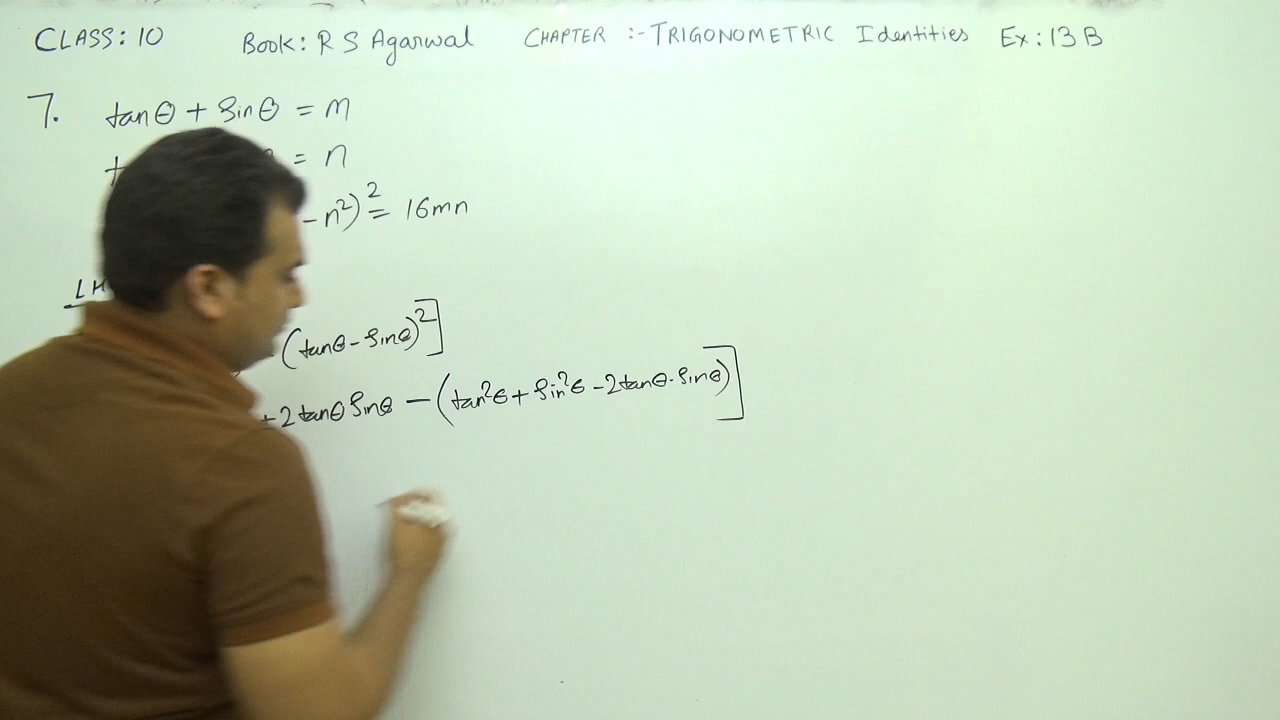 CLASS: 10 Book: R S Agarwal CHAPTER :- TRIGONOMETRIC Identities Ex: 13 B
7. tanθ + sinθ = m
= n
- n²)² = 16mn
LH
(tanθ - sinθ)²]
+ 2 tanθ sinθ - (tan²θ + sin²θ - 2tanθ·sinθ)]